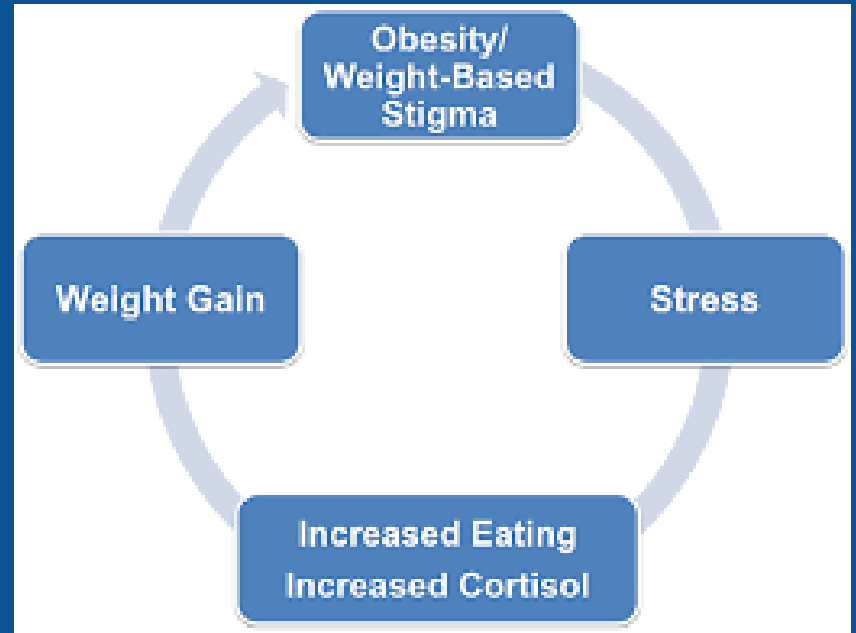 Obesity/
Weight-Based
Stigma
Stress
Increased Eating
Increased Cortisol
Weight Gain